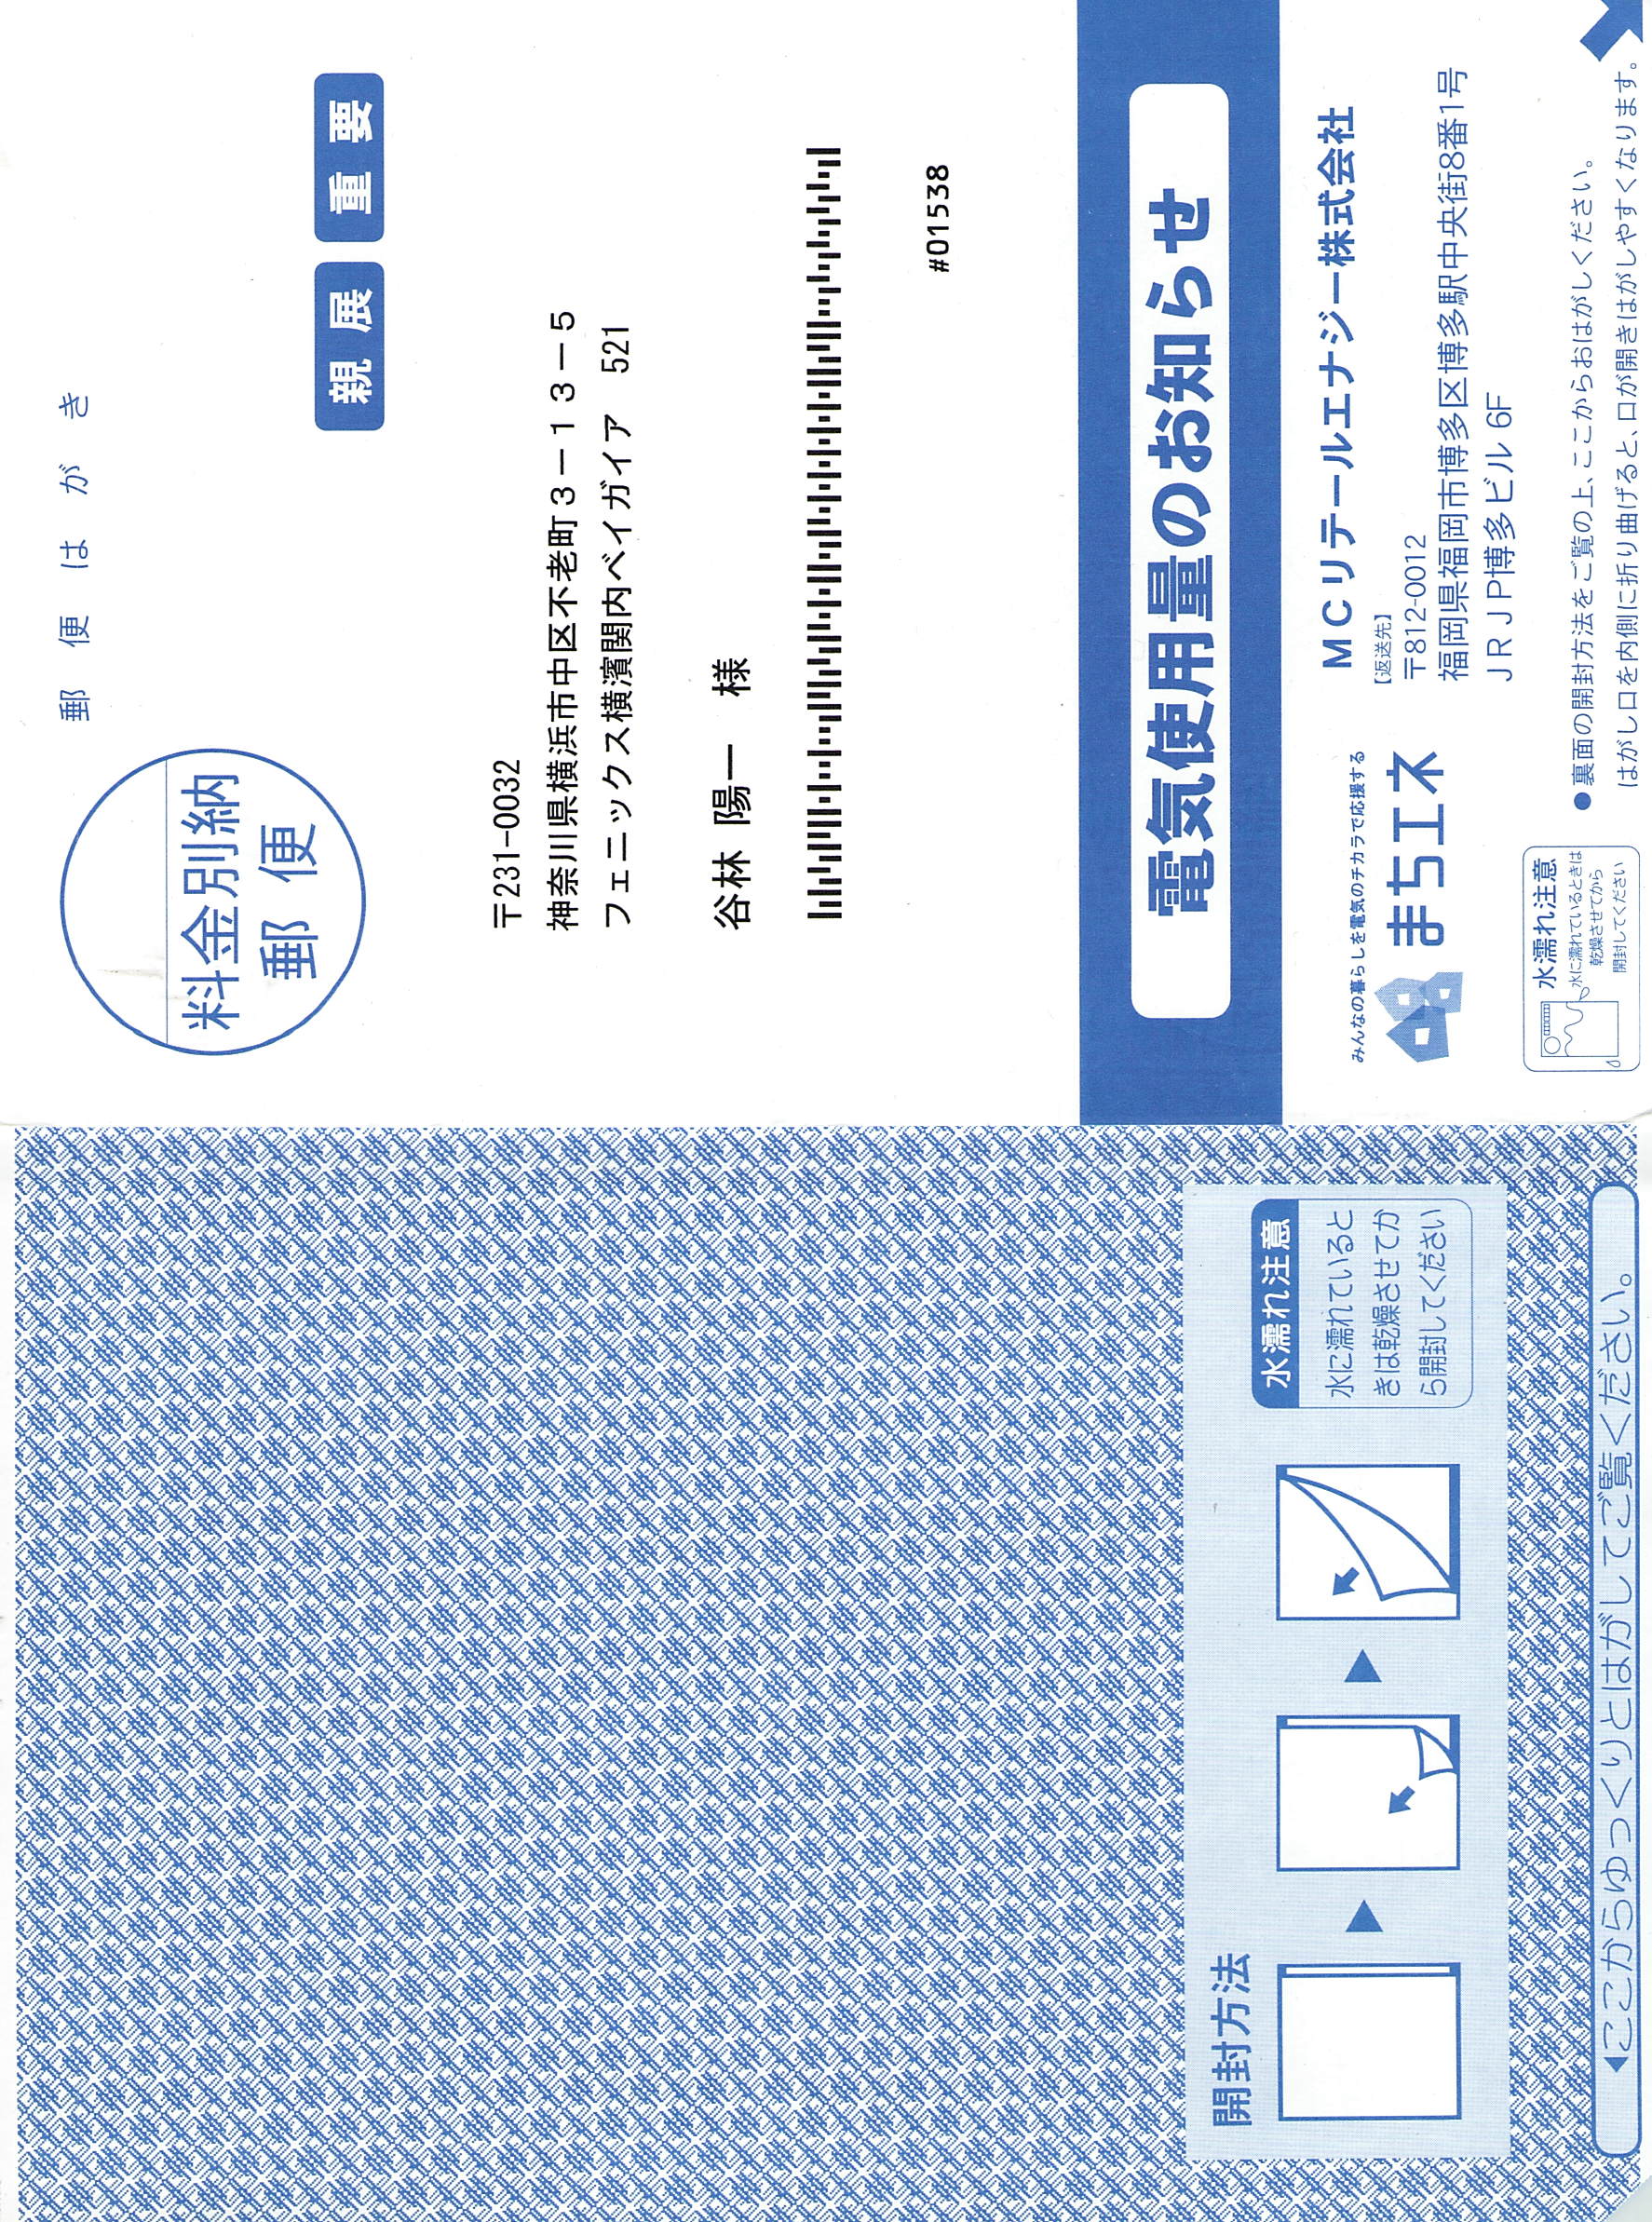 郵便はがき
料金別納
郵便
親展
重要
〒231-0032
神奈川県横浜市中区不老町3-13-5
フェニックス横濱関内ベイガイア 521
谷林 陽一 様
#01538
電気使用量のお知らせ
みんなの暮らしを電気のチカラで応援する
まちエネ
MCリテールエナジー株式会社
【返送先】
〒812-0012
福岡県福岡市博多区博多駅中央街8番1号
JRJP博多ビル6F
水濡れ注意
水に濡れているときは
乾燥させてから
開封してください
●裏面の開封方法をご覧の上、ここからおはがしください。
はがし口を内側に折り曲げると、口が開きはがしやすくなります。
開封方法
水濡れ注意
水に濡れていると
きは乾燥させてか
ら開封してください
▲ここからゆっくりとはがしてご覧ください。